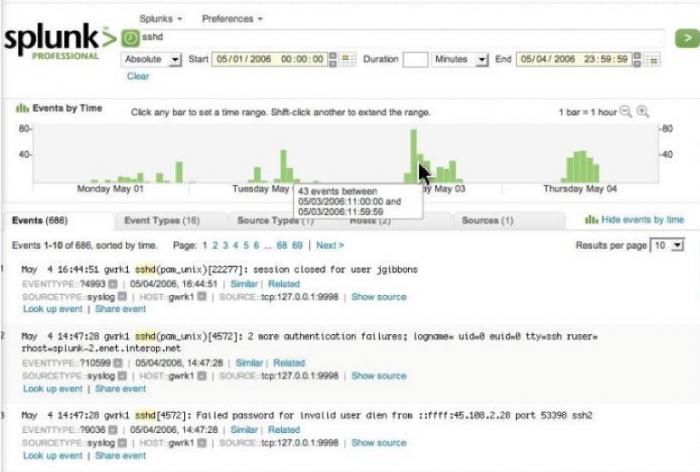 Splunks Preferences
splunk>
PROFESSIONAL
sshd
>
Absolute Start 05/01/2006 00:00:00 Duration Minutes End 05/04/2006 23:59:59
Clear
Events by Time Click any bar to set a time range. Shift-click another to extend the range. 1 bar = 1 hour
80- -80
40- -40
Monday May 01 Tuesday May ay May 03 Thursday May 04
43 events between
05/03/2006:11:00:00 and
05/03/2006:11:59:59
Events (686) Event Types (16) Source Types (1) Hosts (2) Sources (1) Hide events by time
Events 1-10 of 686, sorted by time. Page: 1 2 3 4 5 6 ... 68 69 | Next > Results per page 10
May 4 16:44:51 gwrk1 sshd(pam_unix)[22277]: session closed for user jgibbons
EVENTTYPE::?4993 | 05/04/2006, 16:44:51 | Similar | Related
SOURCETYPE::syslog | HOST::gwrk1 | SOURCE::tcp:127.0.0.1:9998 | Show source
Look up event | Share event
2 May 4 14:47:28 gwrk1 sshd(pam_unix)[4572]: 2 more authentication failures; logname= uid=0 euid=0 tty=ssh ruser=
rhost=splunk-2.enet.interop.net
EVENTTYPE::?10599 | 05/04/2006, 14:47:28 | Similar | Related
SOURCETYPE::syslog | HOST::gwrk1 | SOURCE::tcp:127.0.0.1:9998 | Show source
Look up event | Share event
3 May 4 14:47:28 gwrk1 sshd[4572]: Failed password for invalid user dien from ::ffff:45.108.2.28 port 53398 ssh2
EVENTTYPE::?9036 | 05/04/2006, 14:47:28 | Similar | Related
SOURCETYPE::syslog | HOST::gwrk1 | SOURCE::tcp:127.0.0.1:9998 | Show source
Look up event | Share event